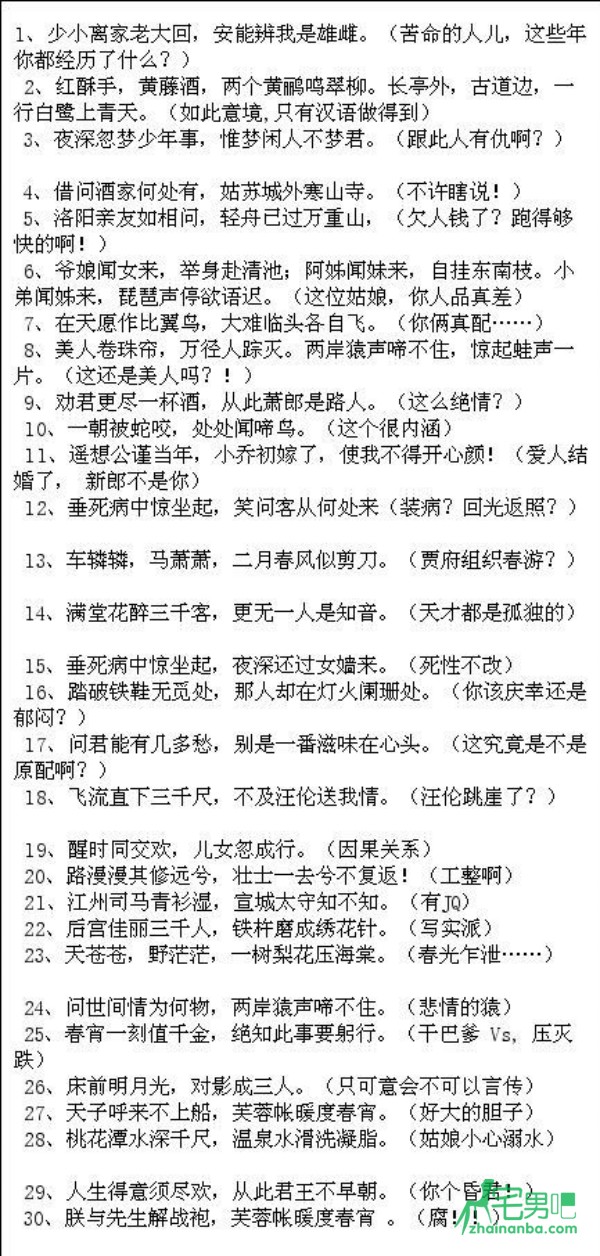 1、少小离家老大回，安能辨我是雄雌。（苦命的人儿，这些年
你都经历了什么？）
2、红酥手，黄藤酒，两个黄鹂鸣翠柳。长亭外，古道边，一
行白鹭上青天。（如此意境,只有汉语做得到）
3、夜深忽梦少年事，惟梦闲人不梦君。（跟此人有仇啊？）
4、借问酒家何处有，姑苏城外寒山寺。（不许瞎说！）
5、洛阳亲友如相问，轻舟已过万重山，（欠人钱了？跑得够
快的啊！）
6、爷娘闻女来，举身赴清池；阿姊闻妹来，自挂东南枝。小
弟闻姊来，琵琶声停欲语迟。（这位姑娘，你人品真差）
7、在天愿作比翼鸟，大难临头各自飞。（你俩真配……）
8、美人卷珠帘，万径人踪灭。两岸猿声啼不住，惊起蛙声一
片。（这还是美人吗？！）
9、劝君更尽一杯酒，从此萧郎是路人。（这么绝情？）
10、一朝被蛇咬，处处闻啼鸟。（这个很内涵）
11、遥想公谨当年，小乔初嫁了，使我不得开心颜！（爱人结
婚了， 新郎不是你）
12、垂死病中惊坐起，笑问客从何处来（装病？回光返照？）
13、车辚辚，马萧萧，二月春风似剪刀。（贾府组织春游？）
14、满堂花醉三千客，更无一人是知音。（天才都是孤独的）
15、垂死病中惊坐起，夜深还过女墙来。（死性不改）
16、踏破铁鞋无觅处，那人却在灯火阑珊处。（你该庆幸还是
郁闷？）
17、问君能有几多愁，别是一番滋味在心头。（这究竟是不是
原配啊？）
18、飞流直下三千尺，不及汪伦送我情。（汪伦跳崖了？）
19、醒时同交欢，儿女忽成行。（因果关系）
20、路漫漫其修远兮，壮士一去兮不复返！（工整啊）
21、江州司马青衫湿，宣城太守知不知。（有JQ）
22、后宫佳丽三千人，铁杵磨成绣花针。（写实派）
23、天苍苍，野茫茫，一树梨花压海棠。（春光乍泄……）
24、问世间情为何物，两岸猿声啼不住。（悲情的猿）
25、春宵一刻值千金，绝知此事要躬行。（干巴爹 Vs, 压灭
跌）
26、床前明月光，对影成三人。（只可意会不可以言传）
27、天子呼来不上船，芙蓉帐暖度春宵。（好大的胆子）
28、桃花潭水深千尺，温泉水滑洗凝脂。（姑娘小心溺水）
29、人生得意须尽欢，从此君王不早朝。（你个昏君！）
30、朕与先生解战袍，芙蓉帐暖度春宵 。（腐！！）
宅男吧
zhainanba.com